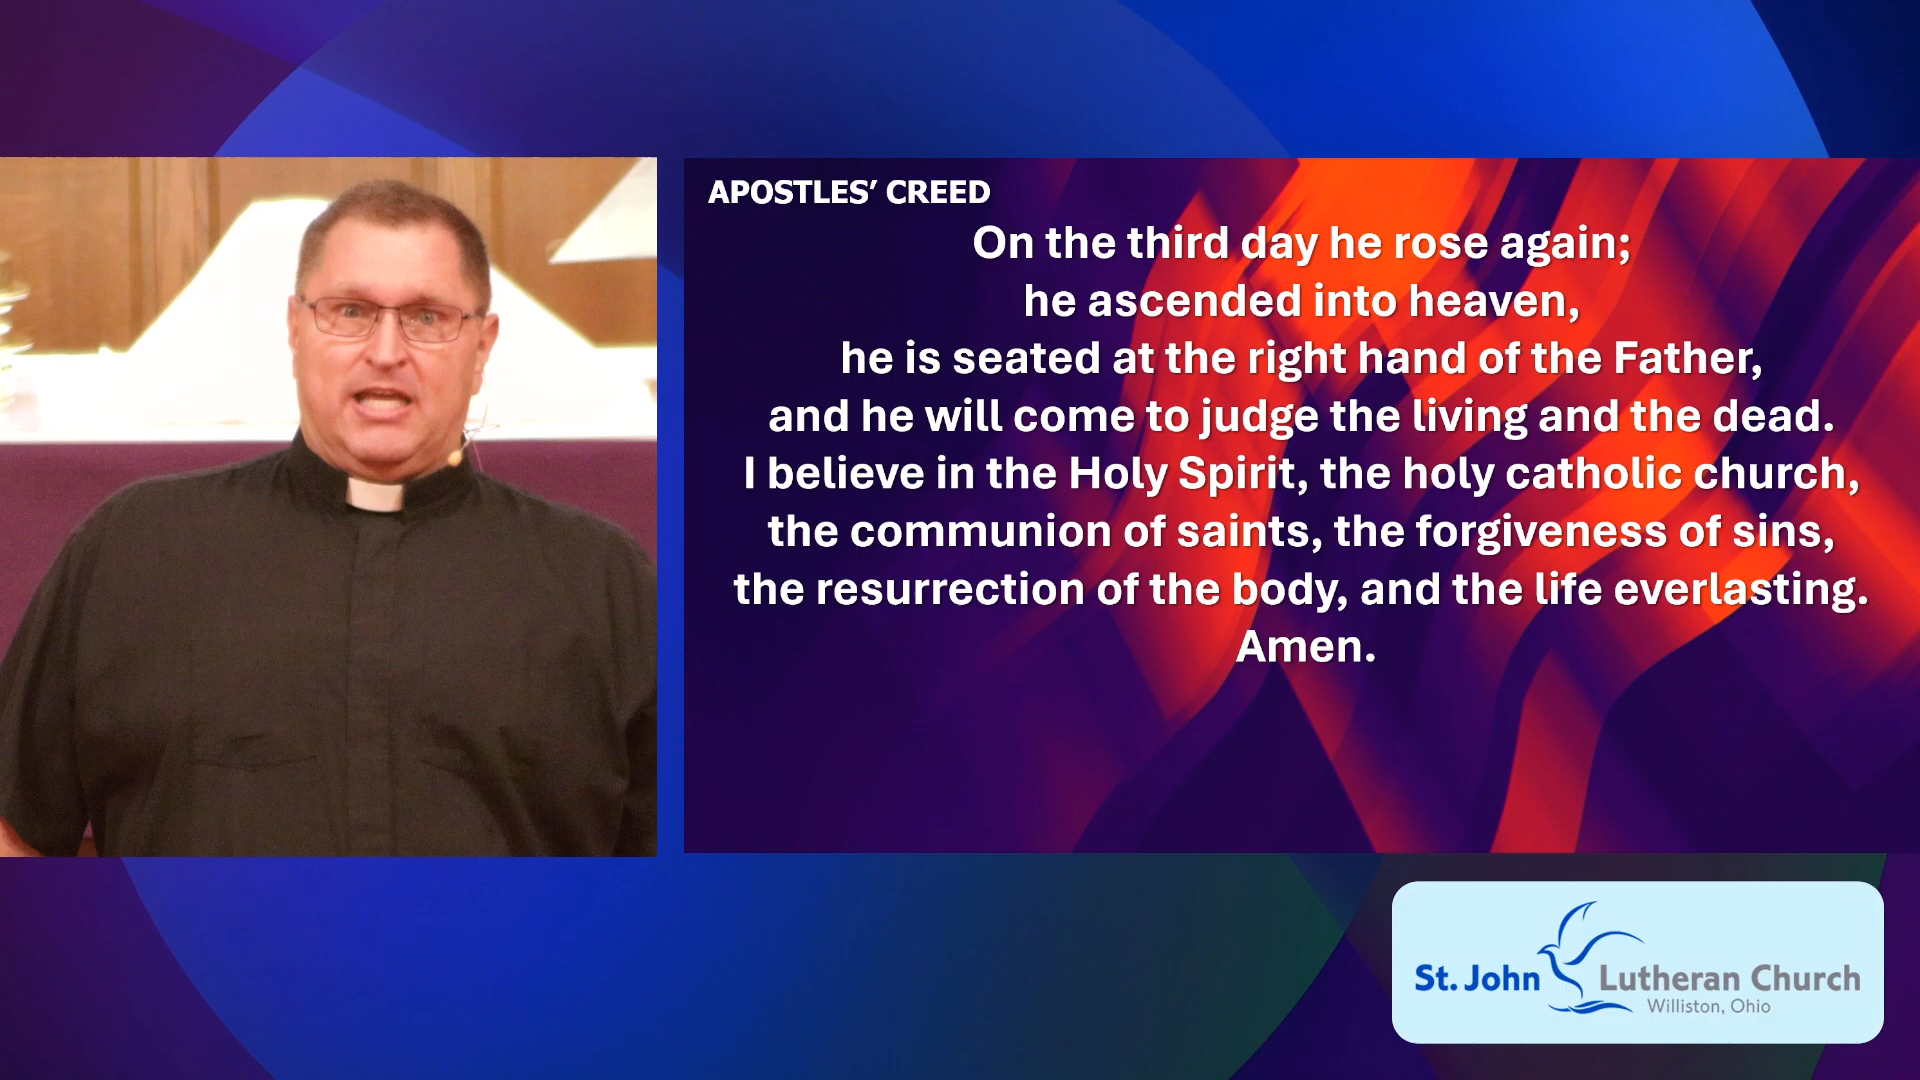 APOSTLES’ CREED
On the third day he rose again;
he ascended into heaven,
he is seated at the right hand of the Father,
and he will come to judge the living and the dead.
I believe in the Holy Spirit, the holy catholic church,
the communion of saints, the forgiveness of sins,
the resurrection of the body, and the life everlasting.
Amen.
St. John Lutheran Church
Williston, Ohio